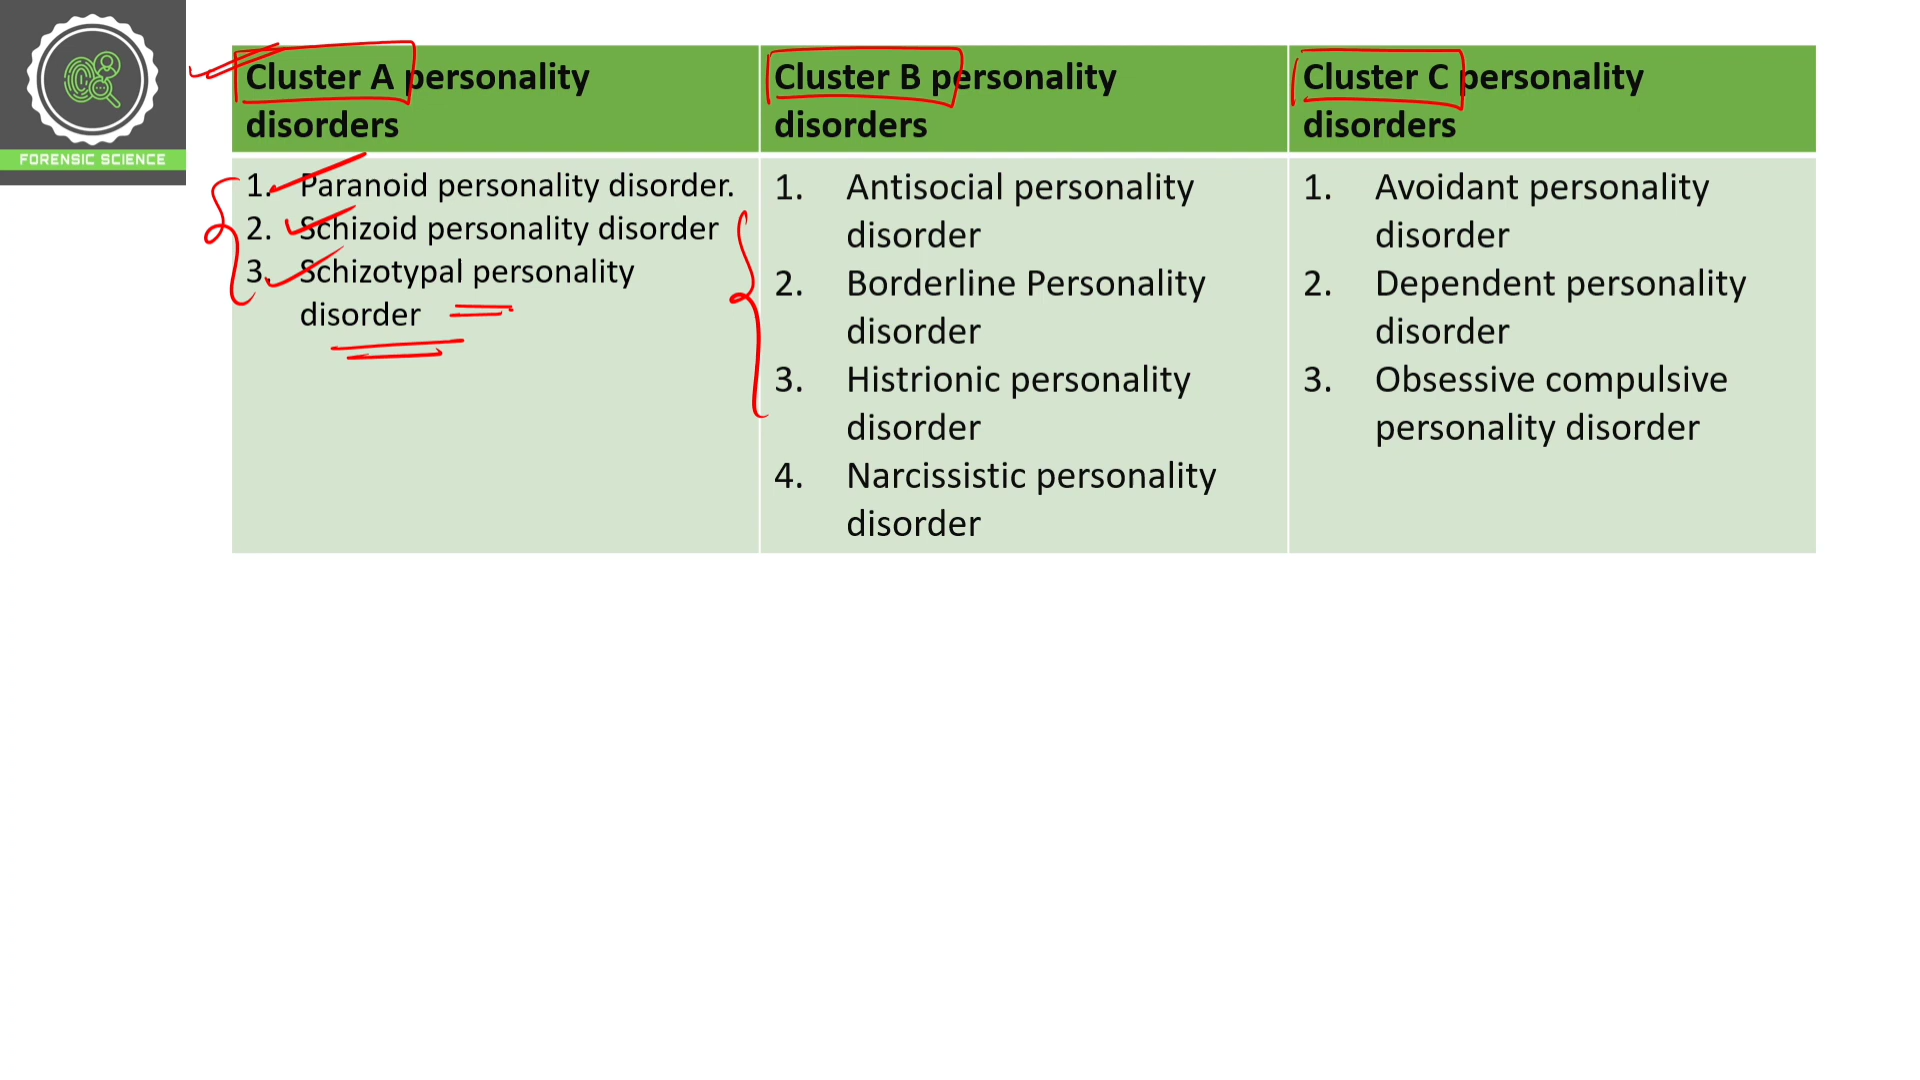 FORENSIC SCIENCE
Cluster A personality
disorders
1. Paranoid personality disorder.
2. Schizoid personality disorder
3. Schizotypal personality
disorder
Cluster B personality
disorders
1. Antisocial personality
disorder
2. Borderline Personality
disorder
3. Histrionic personality
disorder
4. Narcissistic personality
disorder
Cluster C personality
disorders
1. Avoidant personality
disorder
2. Dependent personality
disorder
3. Obsessive compulsive
personality disorder